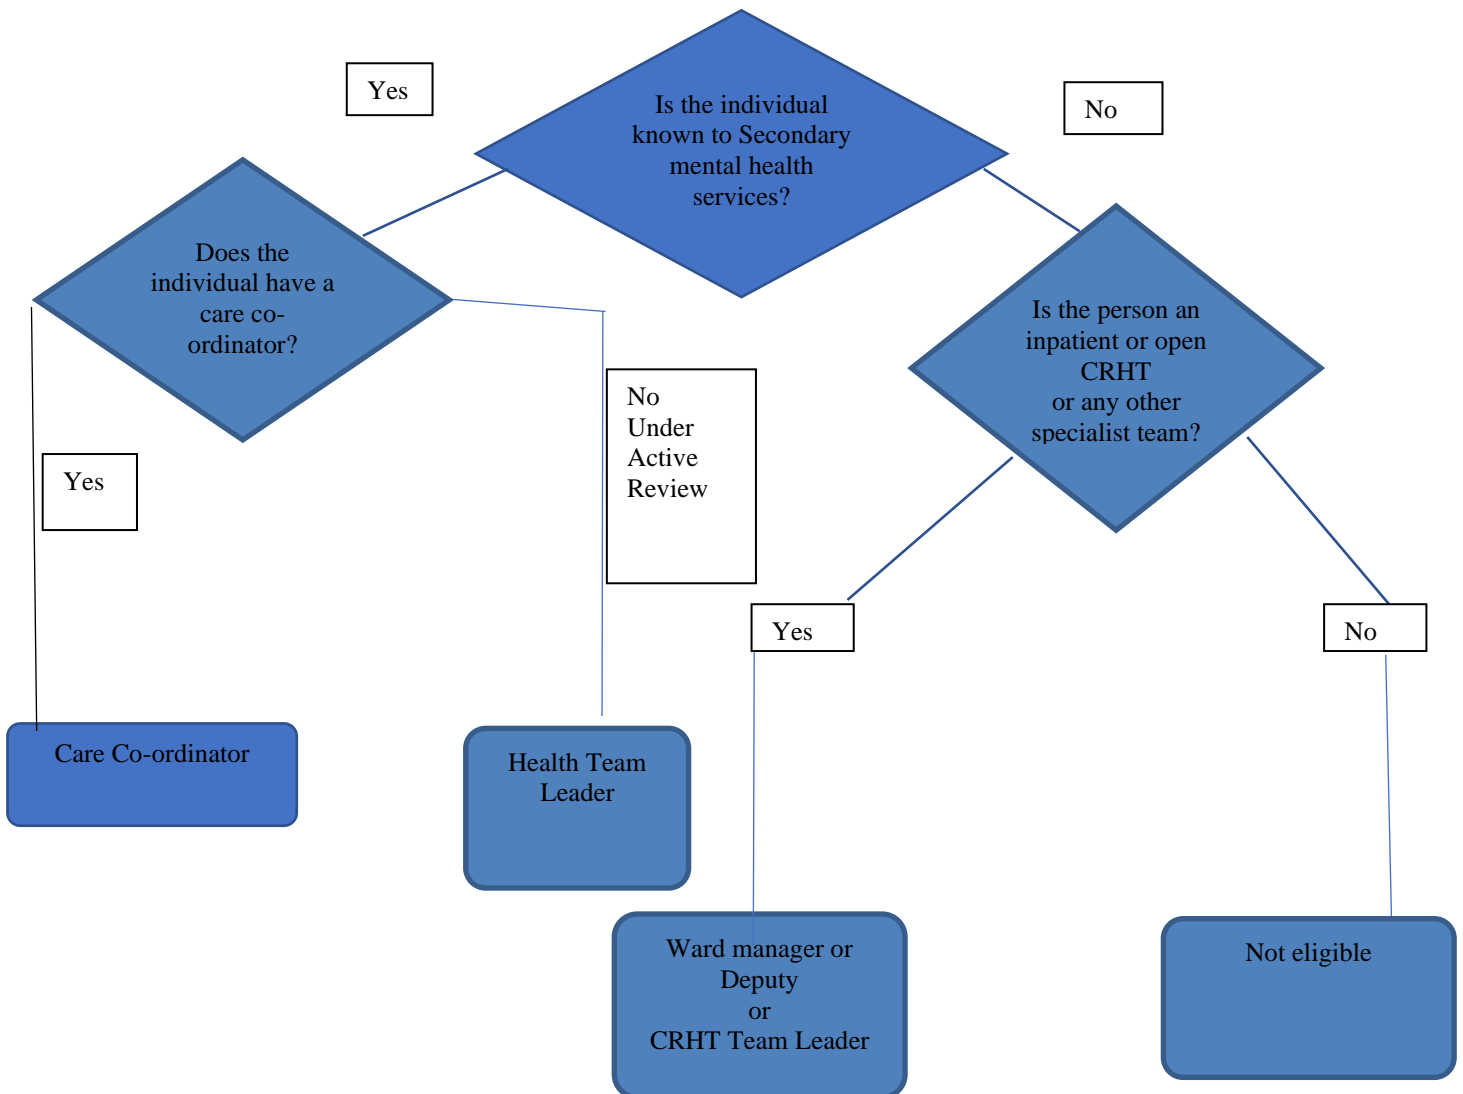 Yes
Is the individual
known to Secondary
mental health
services?
No
Does the
individual have a
care co-
ordinator?
Is the person an
inpatient or open
CRHT
or any other
specialist team?
No
Under
Active
Review
Yes
Yes
No
Care Co-ordinator
Health Team
Leader
Ward manager or
Deputy
or
CRHT Team Leader
Not eligible